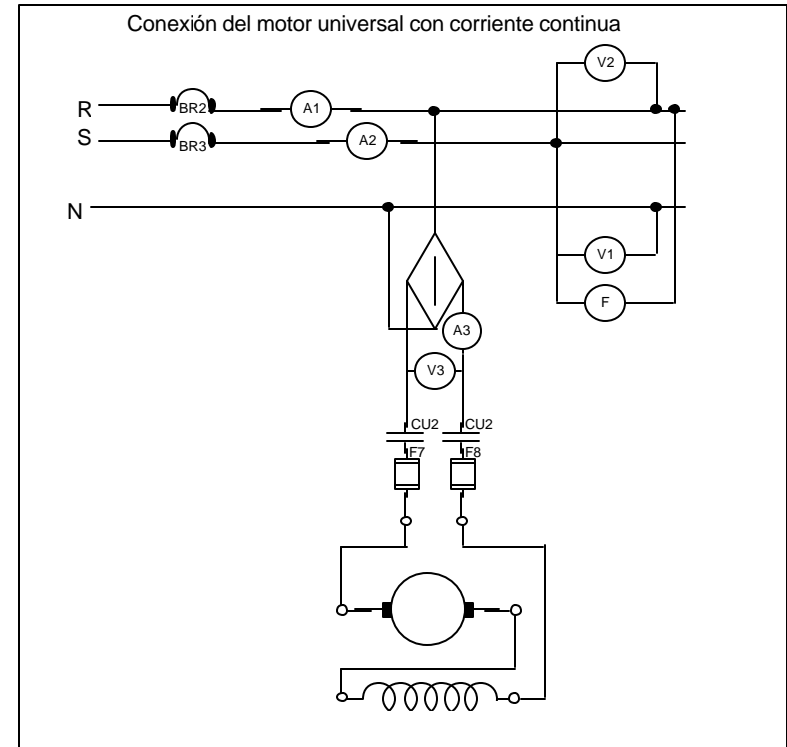 Conexión del motor universal con corriente continua
V2
R BR2 A1
S BR3 A2
N
V1
F
A3
V3
CU2 CU2
F7 F8